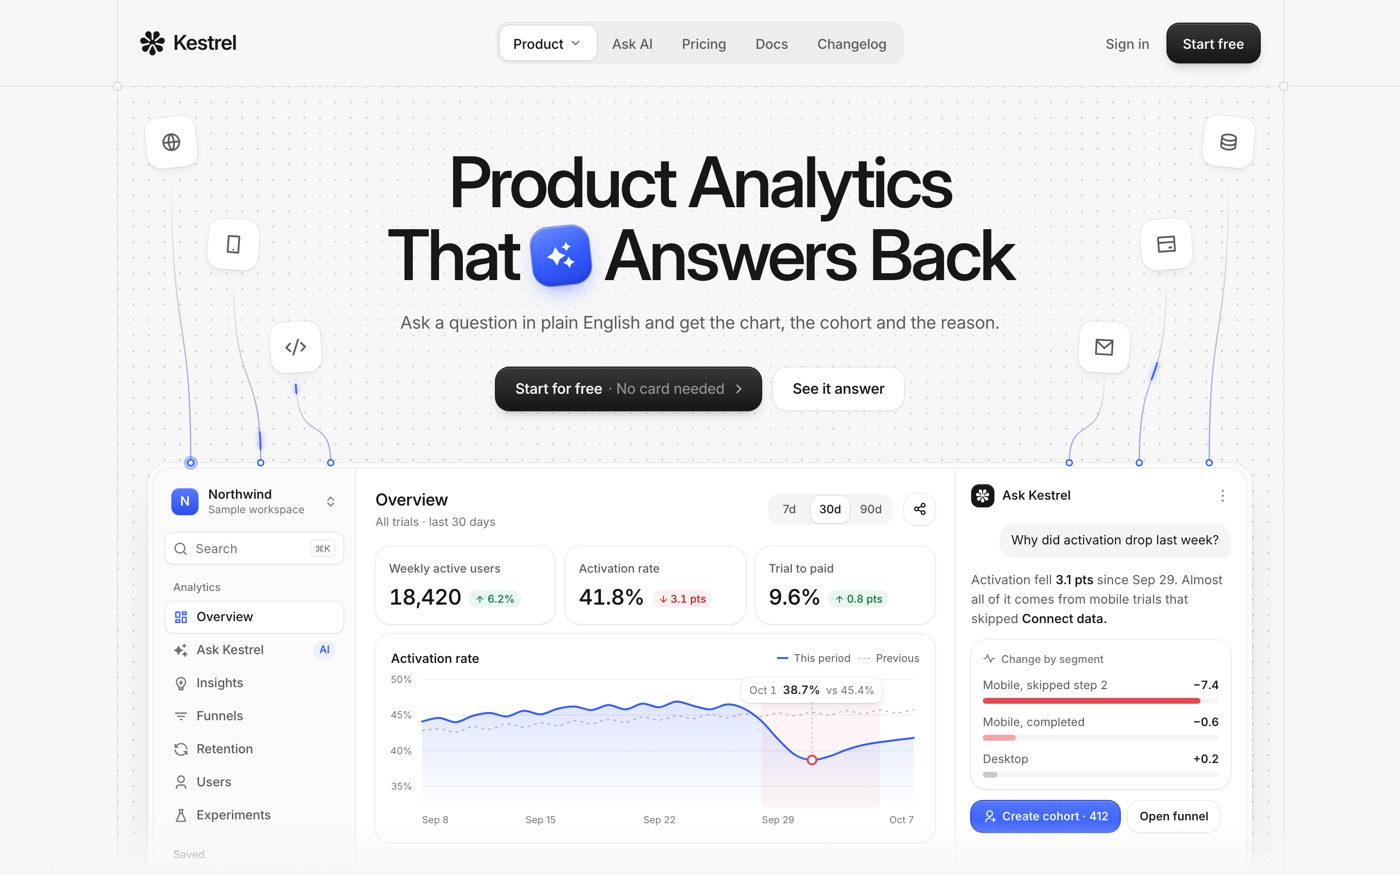 Kestrel
Product
Ask AI
Pricing
Docs
Changelog
Sign in
Start free
Product Analytics
That Answers Back
Ask a question in plain English and get the chart, the cohort and the reason.
Start for free · No card needed
See it answer
N
Northwind
Sample workspace
Search
⌘K
Analytics
Overview
Ask Kestrel
AI
Insights
Funnels
Retention
Users
Experiments
Saved
Overview
All trials · last 30 days
7d
30d
90d
Weekly active users
18,420
↑ 6.2%
Activation rate
41.8%
↓ 3.1 pts
Trial to paid
9.6%
↑ 0.8 pts
Activation rate
This period
Previous
50%
45%
40%
35%
Oct 1 38.7% vs 45.4%
Sep 8
Sep 15
Sep 22
Sep 29
Oct 7
Ask Kestrel
Why did activation drop last week?
Activation fell 3.1 pts since Sep 29. Almost
all of it comes from mobile trials that
skipped Connect data.
Change by segment
Mobile, skipped step 2
−7.4
Mobile, completed
−0.6
Desktop
+0.2
Create cohort · 412
Open funnel